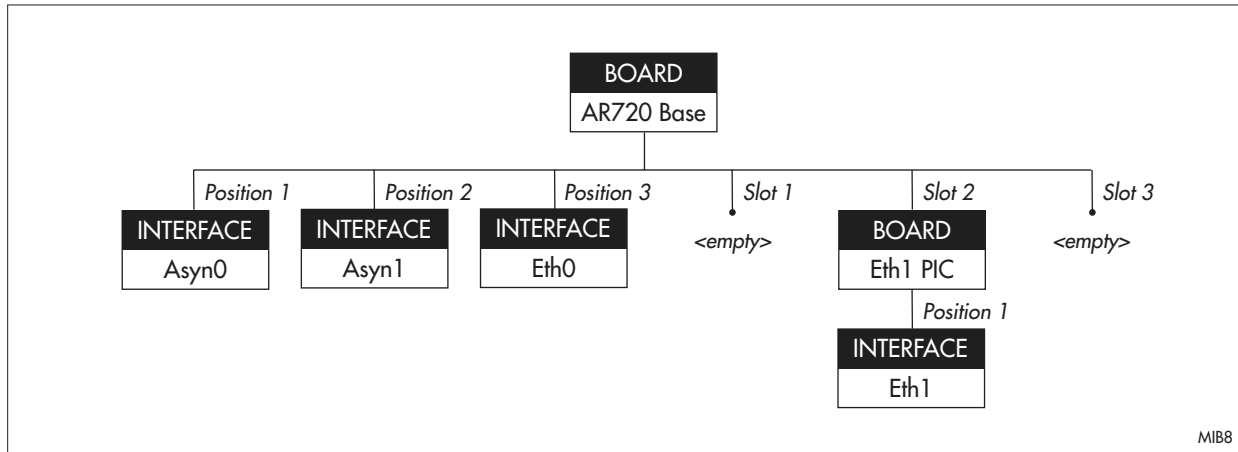 BOARD
AR720 Base
Position 1
Position 2
Position 3
Slot 1
Slot 2
Slot 3
INTERFACE
Asyn0
INTERFACE
Asyn1
INTERFACE
Eth0
<empty>
BOARD
Eth1 PIC
<empty>
Position 1
INTERFACE
Eth1
MIB8